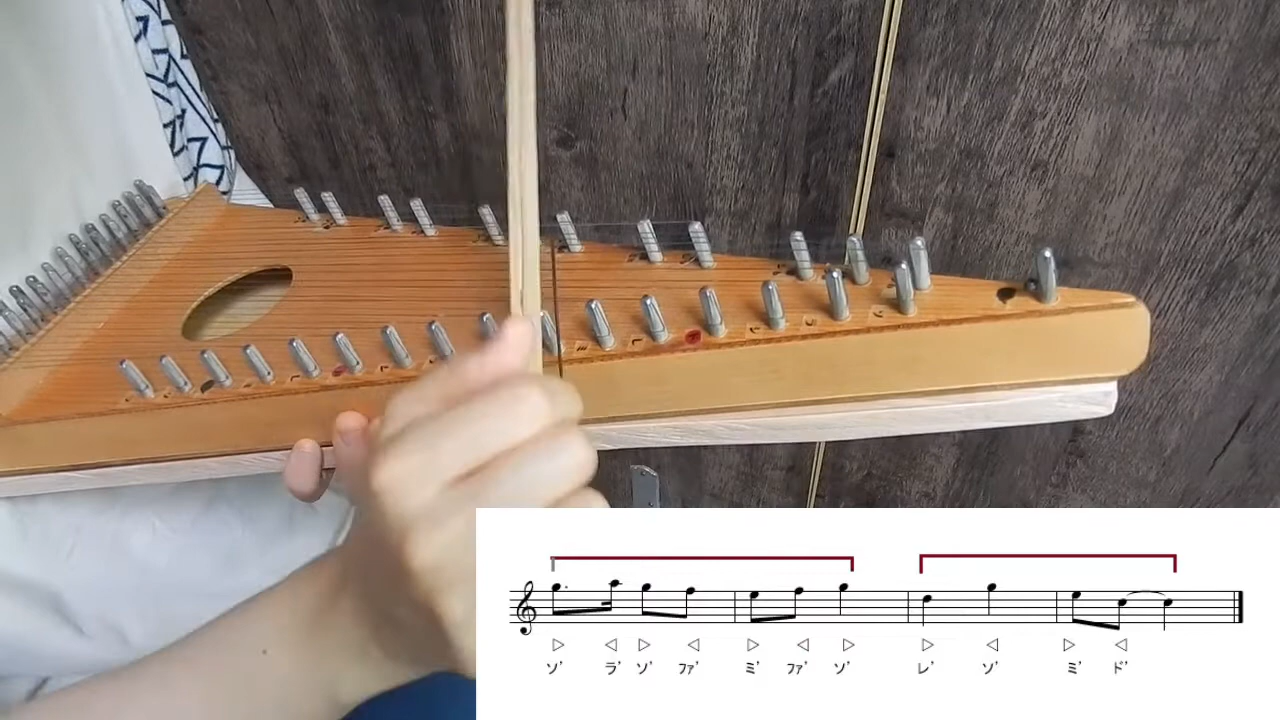 ▷ ◁ ▷ ◁ ▷ ◁ ▷ ▷ ◁ ▷ ◁
ソ' ラ' ソ' ファ' ミ' ファ' ソ' レ' ソ' ミ' ド'